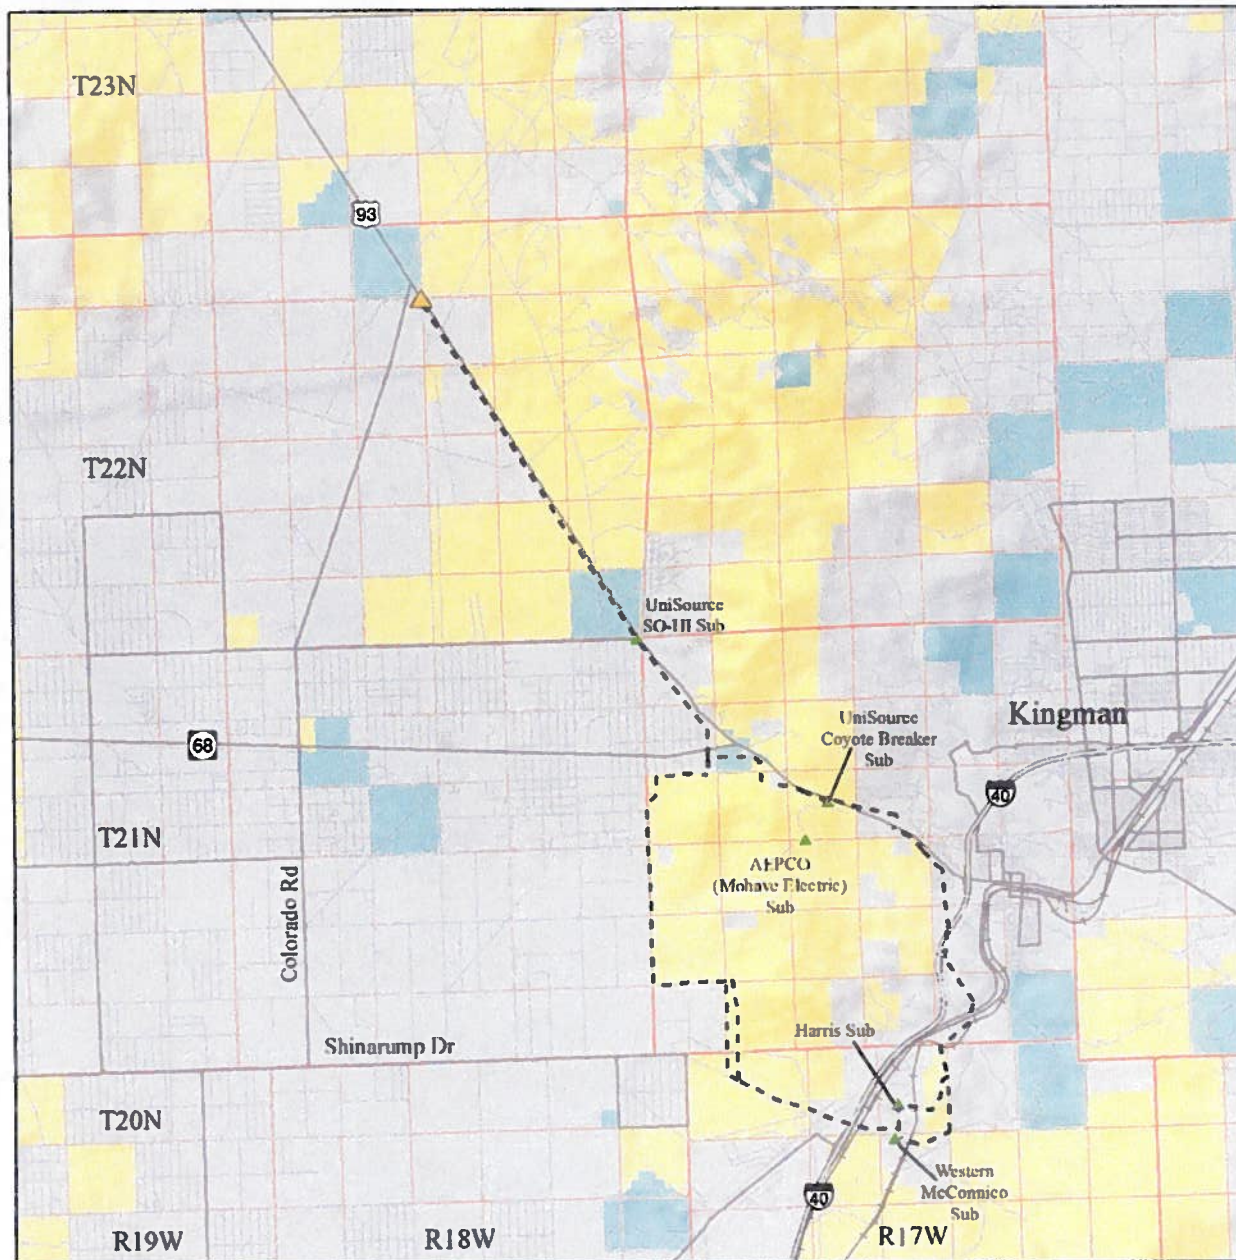 T23N
93
T22N
UniSource
SO-HI Sub
Kingman
UniSource
Coyote Breaker
Sub
68
40
T21N
AEPCO
(Mohave Electric)
Sub
Colorado Rd
Harris Sub
Shinarump Dr
T20N
Western
McConnico
Sub
40
R19W
R18W
R17W